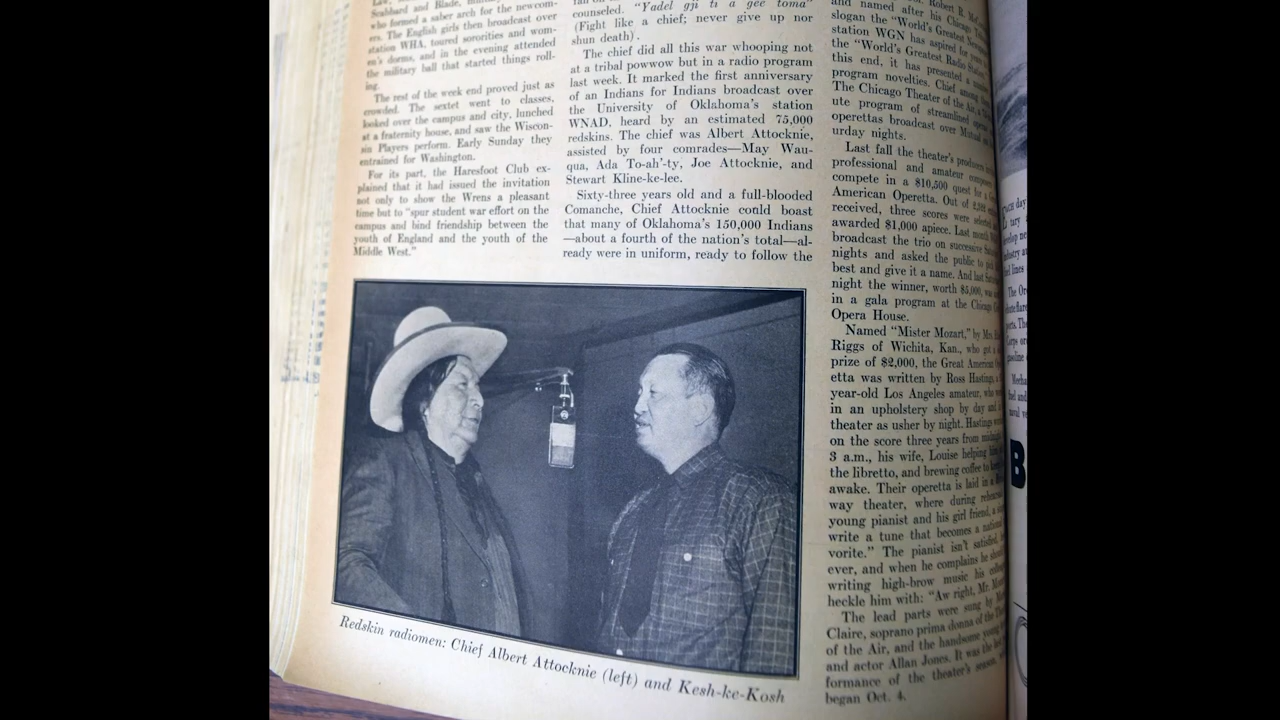 Scabbard and Blade,
who formed a saber arch for the newcom-
ers. The English girls then broadcast over
station WHA, toured sororities and wom-
en's dorms, and in the evening attended
the military ball that started things roll-
ing.
The rest of the week end proved just as
crowded. The sextet went to classes,
looked over the campus and city, lunched
at a fraternity house, and saw the Wiscon-
sin Players perform. Early Sunday they
entrained for Washington.
For its part, the Haresfoot Club ex-
plained that it had issued the invitation
not only to show the Wrens a pleasant
time but to "spur student war effort on the
campus and bind friendship between the
youth of England and the youth of the
Middle West."
counseled. "Yadel gji ti a gee toma"
(Fight like a chief; never give up nor
shun death).
The chief did all this war whooping not
at a tribal powwow but in a radio program
last week. It marked the first anniversary
of an Indians for Indians broadcast over
the University of Oklahoma's station
WNAD, heard by an estimated 75,000
redskins. The chief was Albert Attocknie,
assisted by four comrades—May Wau-
qua, Ada To-ah'-ty, Joe Attocknie, and
Stewart Kline-ke-lee.
Sixty-three years old and a full-blooded
Comanche, Chief Attocknie could boast
that many of Oklahoma's 150,000 Indians
—about a fourth of the nation's total—al-
ready were in uniform, ready to follow the
Redskin radiomen: Chief Albert Attocknie (left) and Kesh-ke-Kosh
and named after his Chicago
slogan the "World's Greatest
station WGN has aspired for
the "World's Greatest Radio
this end, it has presented a
program novelties. Chief
The Chicago Theater of the Air,
ute program of streamlined
operettas broadcast over Mutual
urday nights.
Last fall the theater's producers
professional and amateur
compete in a $10,500 quest for a
American Operetta. Out of
received, three scores were
awarded $1,000 apiece. Last
broadcast the trio on successive
nights and asked the public to
best and give it a name. And last
night the winner, worth $5,000,
in a gala program at the Chicago
Opera House.
Named "Mister Mozart," by Mrs.
Riggs of Wichita, Kan., who got
prize of $2,000, the Great American
etta was written by Ross Hastings,
year-old Los Angeles amateur, who
in an upholstery shop by day and
theater as usher by night. Hastings
on the score three years from
3 a.m., his wife, Louise helping
the libretto, and brewing coffee to
awake. Their operetta is laid in a
way theater, where during
young pianist and his girl friend, a
write a tune that becomes a
vorite." The pianist isn't satisfied,
ever, and when he complains he
writing high-brow music his
heckle him with: "Aw right, Mr.
The lead parts were sung by
Claire, soprano prima donna of the
of the Air, and the handsome
and actor Allan Jones. It was the
formance of the theater's season,
began Oct. 4.
B